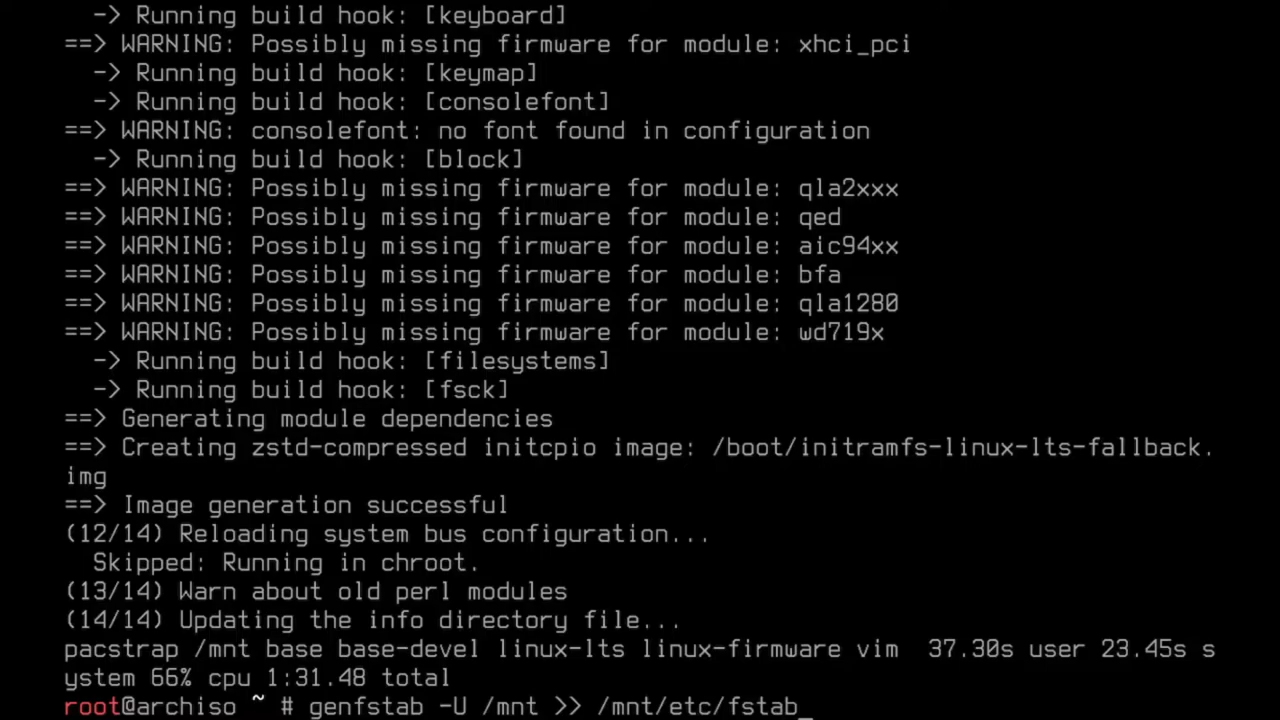 -> Running build hook: [keyboard]
==> WARNING: Possibly missing firmware for module: xhci_pci
-> Running build hook: [keymap]
-> Running build hook: [consolefont]
==> WARNING: consolefont: no font found in configuration
-> Running build hook: [block]
==> WARNING: Possibly missing firmware for module: qla2xxx
==> WARNING: Possibly missing firmware for module: qed
==> WARNING: Possibly missing firmware for module: aic94xx
==> WARNING: Possibly missing firmware for module: bfa
==> WARNING: Possibly missing firmware for module: qla1280
==> WARNING: Possibly missing firmware for module: wd719x
-> Running build hook: [filesystems]
-> Running build hook: [fsck]
==> Generating module dependencies
==> Creating zstd-compressed initcpio image: /boot/initramfs-linux-lts-fallback.
img
==> Image generation successful
(12/14) Reloading system bus configuration...
Skipped: Running in chroot.
(13/14) Warn about old perl modules
(14/14) Updating the info directory file...
pacstrap /mnt base base-devel linux-lts linux-firmware vim  37.30s user 23.45s s
ystem 66% cpu 1:31.48 total
root@archiso ~ # genfstab -U /mnt >> /mnt/etc/fstab_